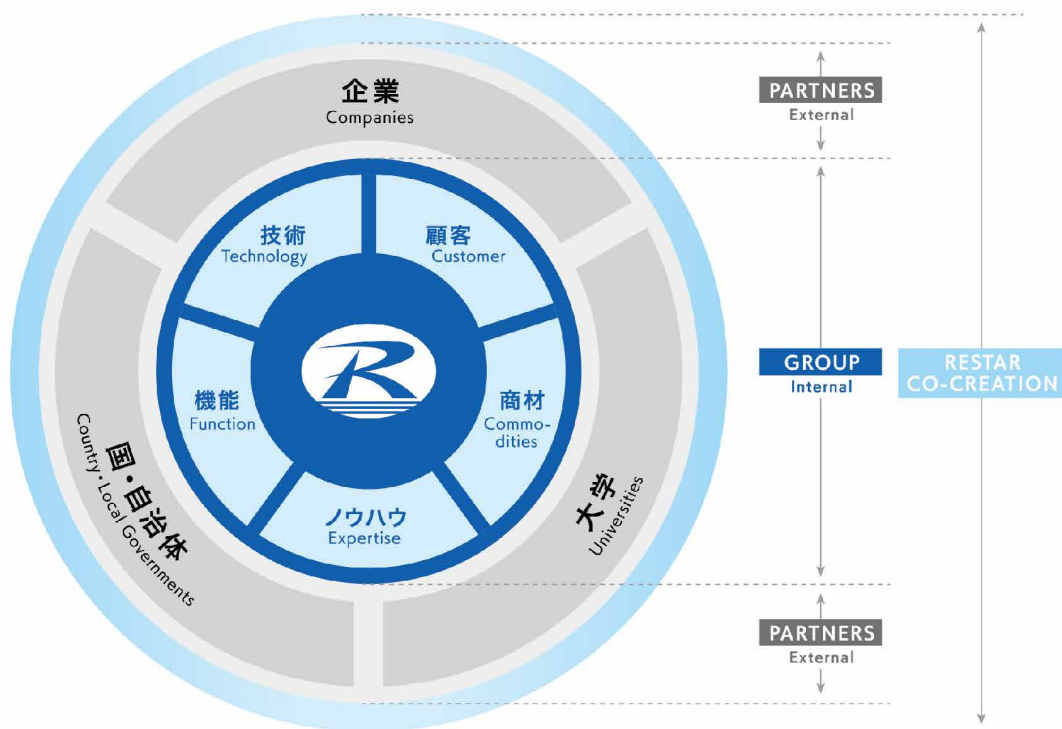 企業
Companies
PARTNERS
External
技術
Technology
顧客
Customer
機能
Function
商材
Commo-
dities
ノウハウ
Expertise
国・自治体
Country・Local Governments
大学
Universities
GROUP
Internal
RESTAR
CO-CREATION
PARTNERS
External